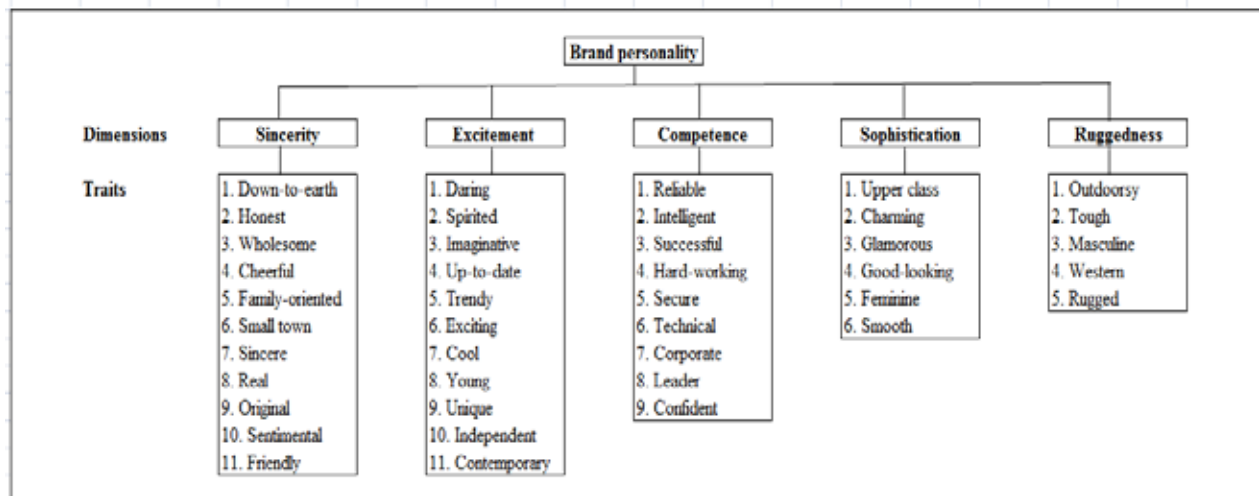 Brand personality
Dimensions Sincerity Excitement Competence Sophistication Ruggedness
Traits
1. Down-to-earth
2. Honest
3. Wholesome
4. Cheerful
5. Family-oriented
6. Small town
7. Sincere
8. Real
9. Original
10. Sentimental
11. Friendly
1. Daring
2. Spirited
3. Imaginative
4. Up-to-date
5. Trendy
6. Exciting
7. Cool
8. Young
9. Unique
10. Independent
11. Contemporary
1. Reliable
2. Intelligent
3. Successful
4. Hard-working
5. Secure
6. Technical
7. Corporate
8. Leader
9. Confident
1. Upper class
2. Charming
3. Glamorous
4. Good-looking
5. Feminine
6. Smooth
1. Outdoorsy
2. Tough
3. Masculine
4. Western
5. Rugged